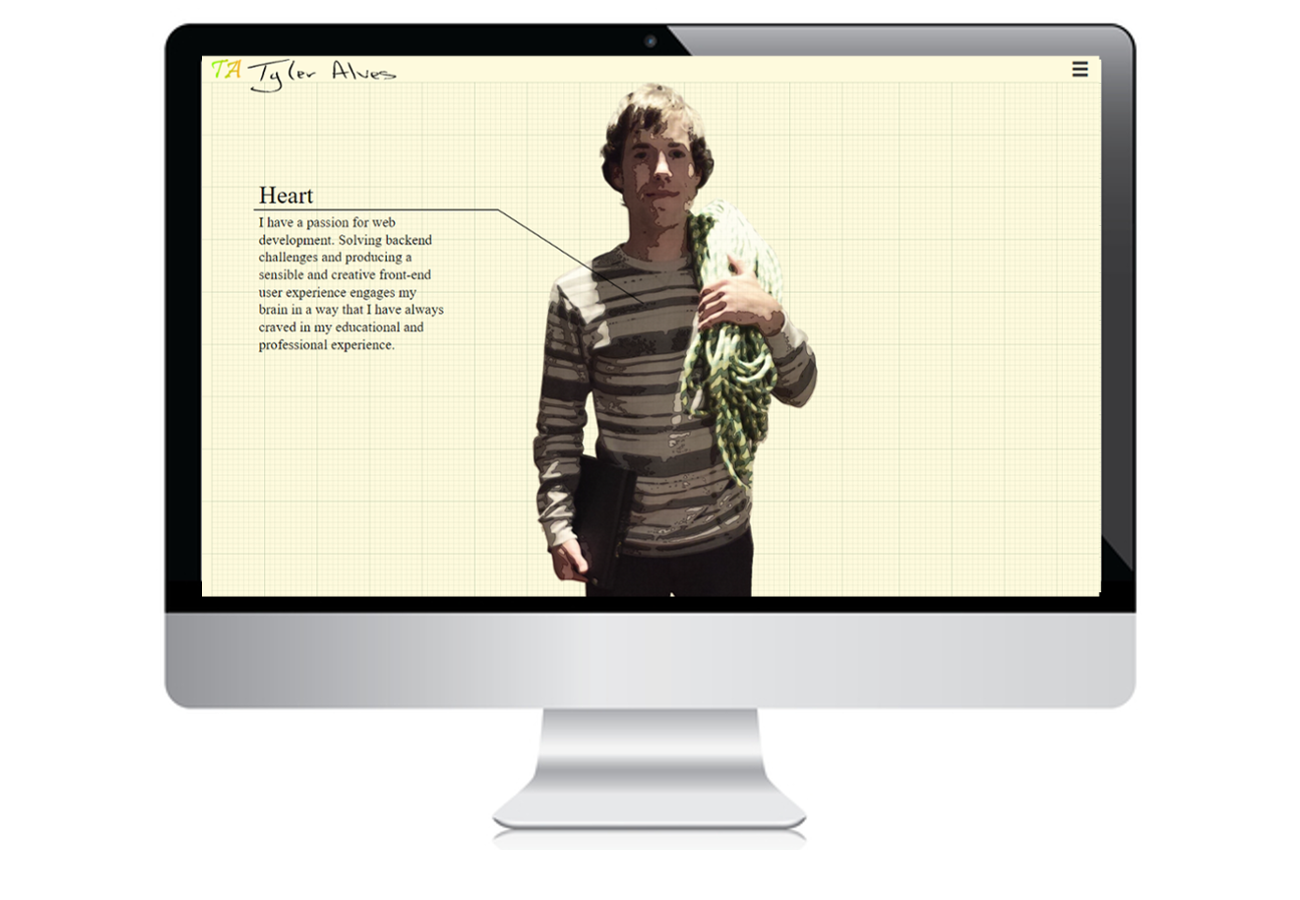 TA Tyler Alves
Heart
I have a passion for web
development. Solving backend
challenges and producing a
sensible and creative front-end
user experience engages my
brain in a way that I have always
craved in my educational and
professional experience.